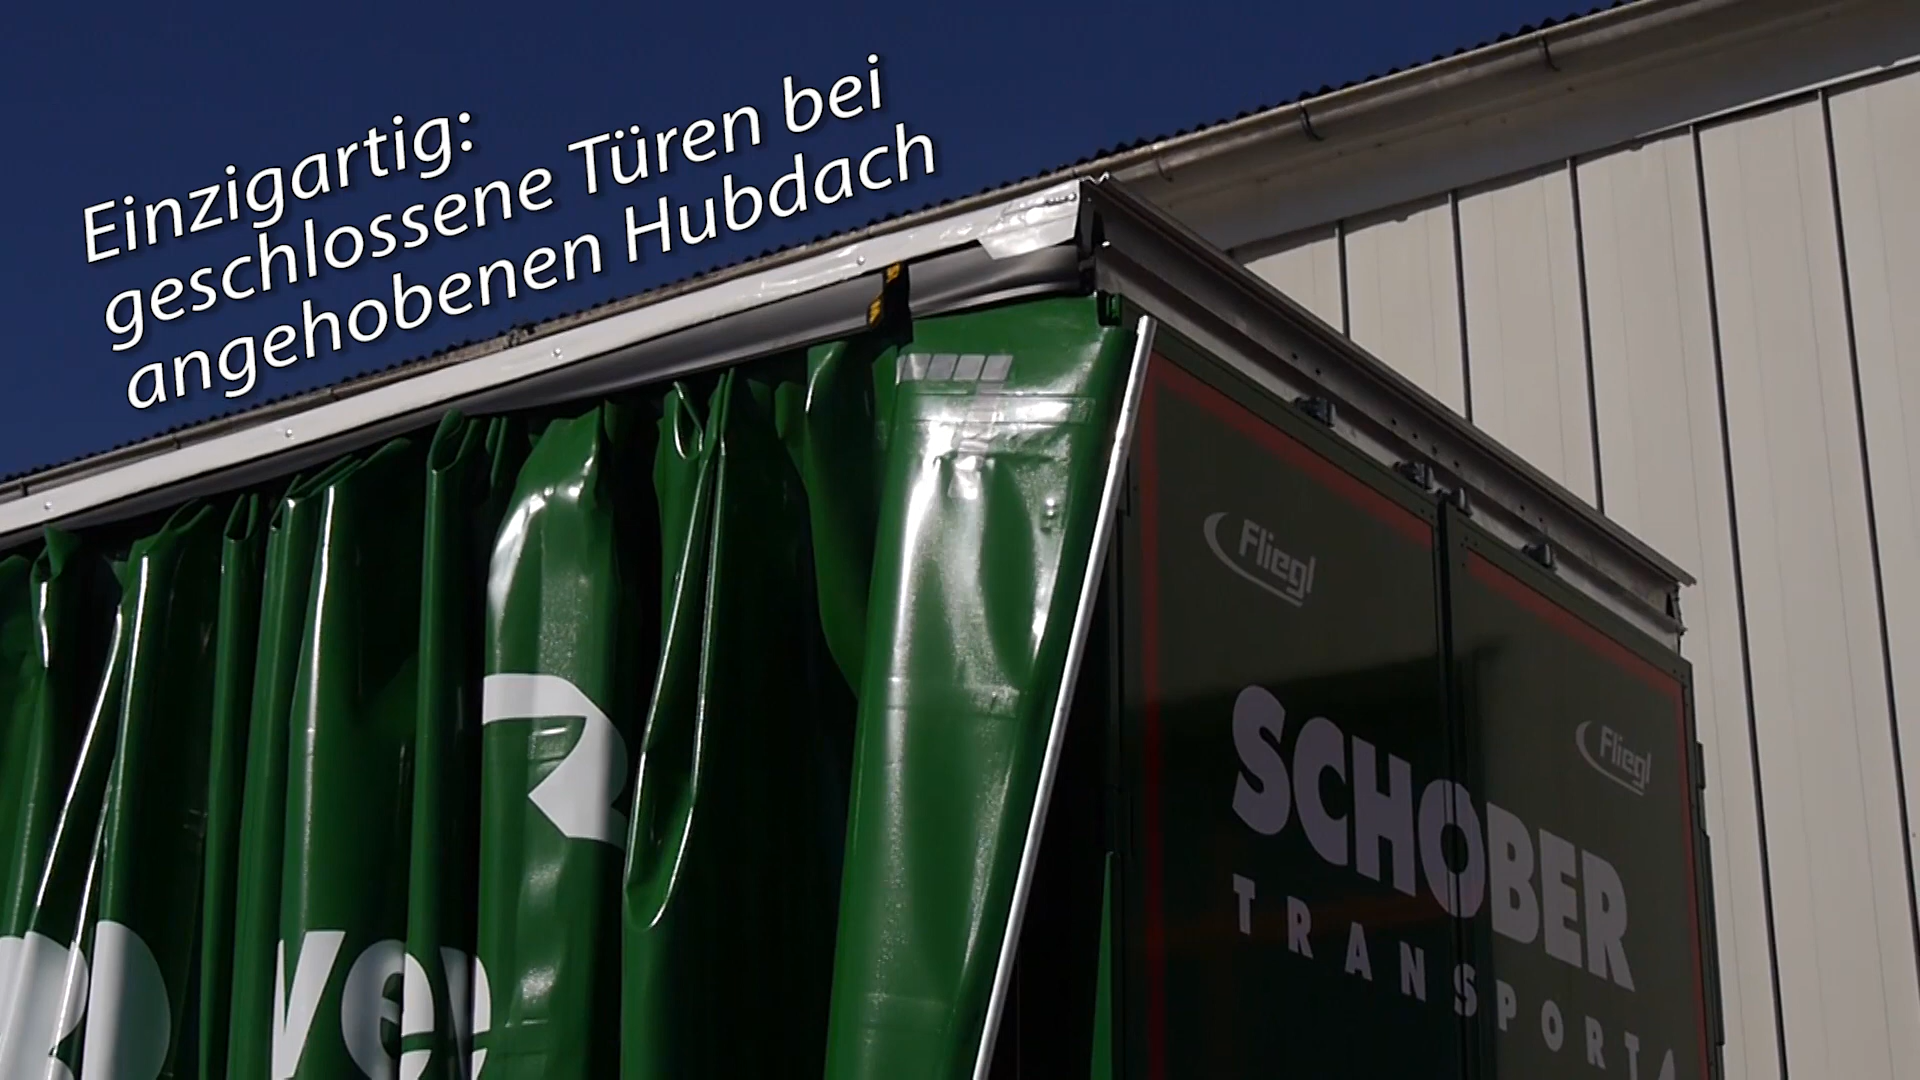 Einzigartig:
geschlossene Türen bei
angehobenen Hubdach
Fliegl
Fliegl
SCHOBER
TRANSPORT